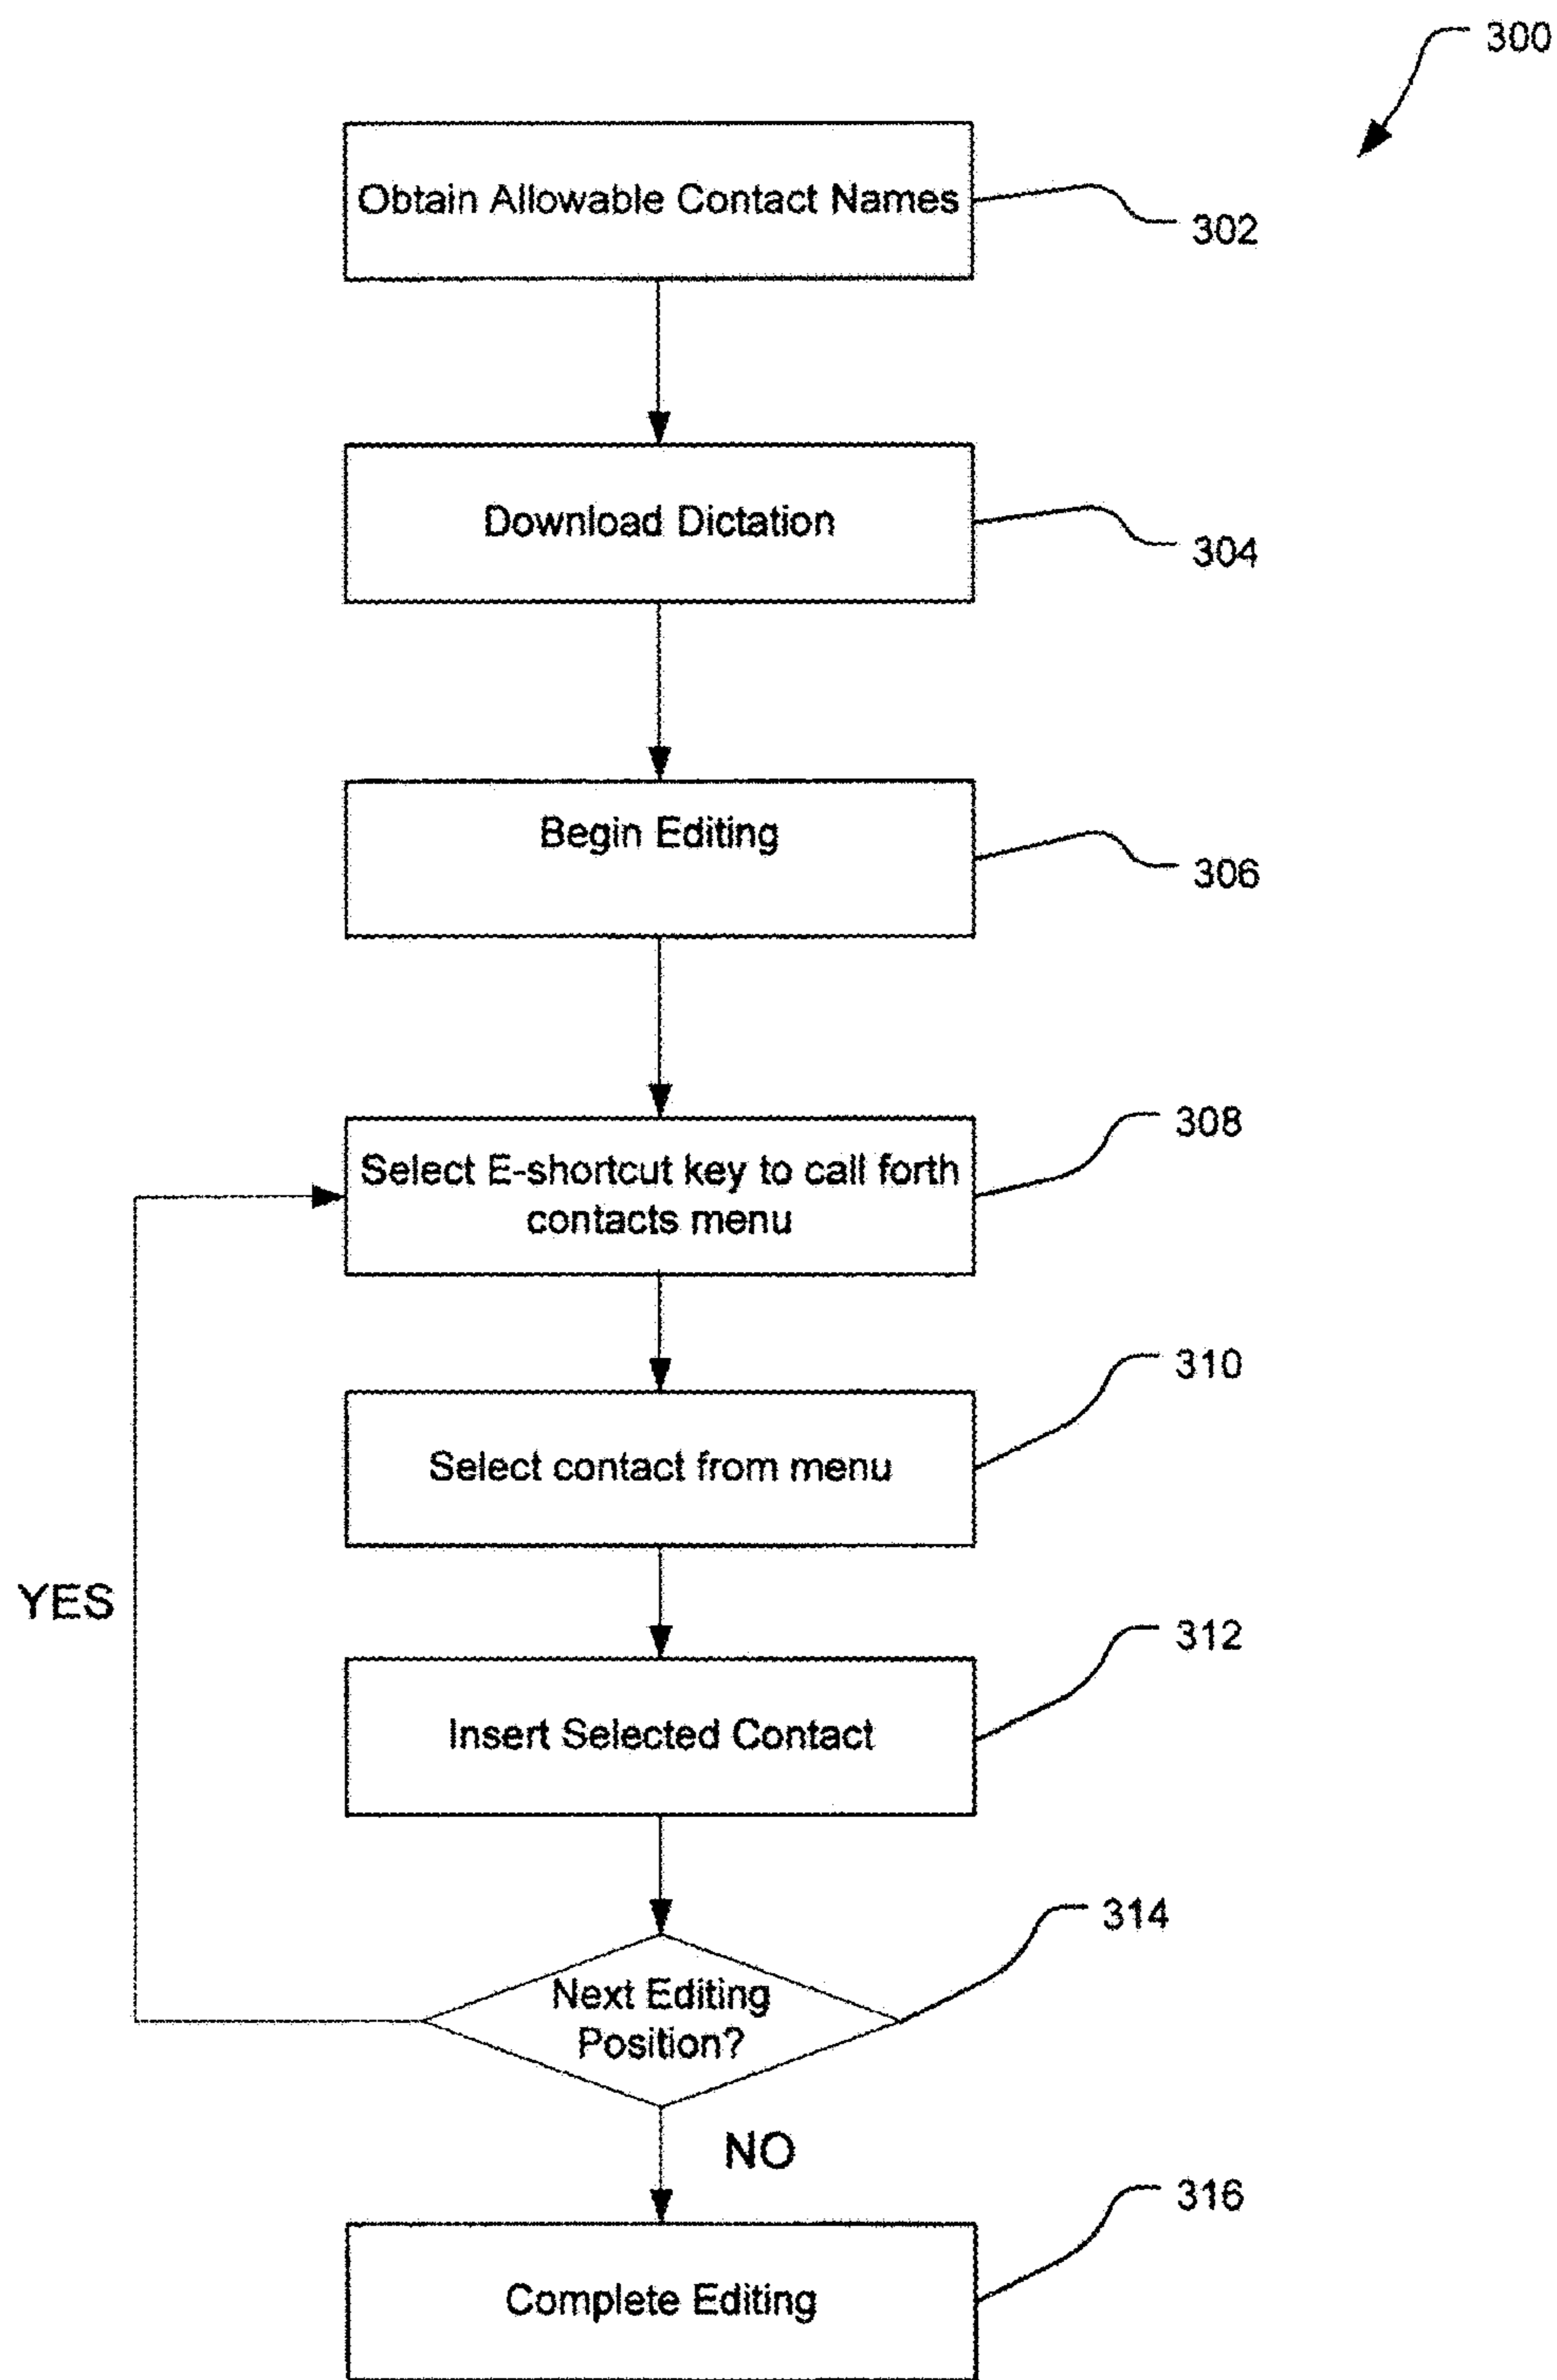 300
Obtain Allowable Contact Names
302
Download Dictation
304
Begin Editing
306
Select E-shortcut key to call forth
contacts menu
308
Select contact from menu
310
Insert Selected Contact
312
Next Editing
Position?
314
YES
NO
Complete Editing
316